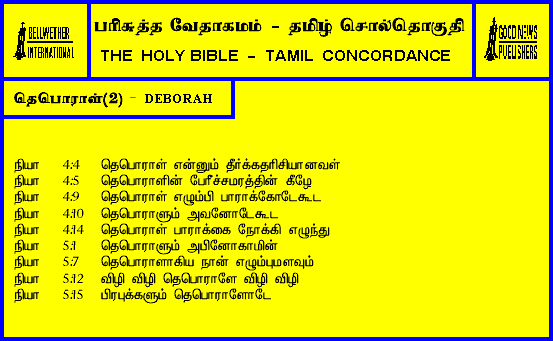 BELLWETHER
INTERNATIONAL
பரிசுத்த வேதாகமம் - தமிழ் சொல்தொகுதி
THE HOLY BIBLE - TAMIL CONCORDANCE
GOOD NEWS
PUBLISHERS
தெபொராள்(2) - DEBORAH
நியா 4:4 தெபொராள் என்னும் தீர்க்கதரிசியானவள்
நியா 4:5 தெபொராளின் பேரீச்சமரத்தின் கீழே
நியா 4:9 தெபொராள் எழும்பி பாராக்கோடேகூட
நியா 4:10 தெபொராளும் அவனோடேகூட
நியா 4:14 தெபொராள் பாராக்கை நோக்கி எழுந்து
நியா 5:1 தெபொராளும் அபினோகாமின்
நியா 5:7 தெபொராளாகிய நான் எழும்புமளவும்
நியா 5:12 விழி விழி தெபொராளே விழி விழி
நியா 5:15 பிரபுக்களும் தெபொராளோடே